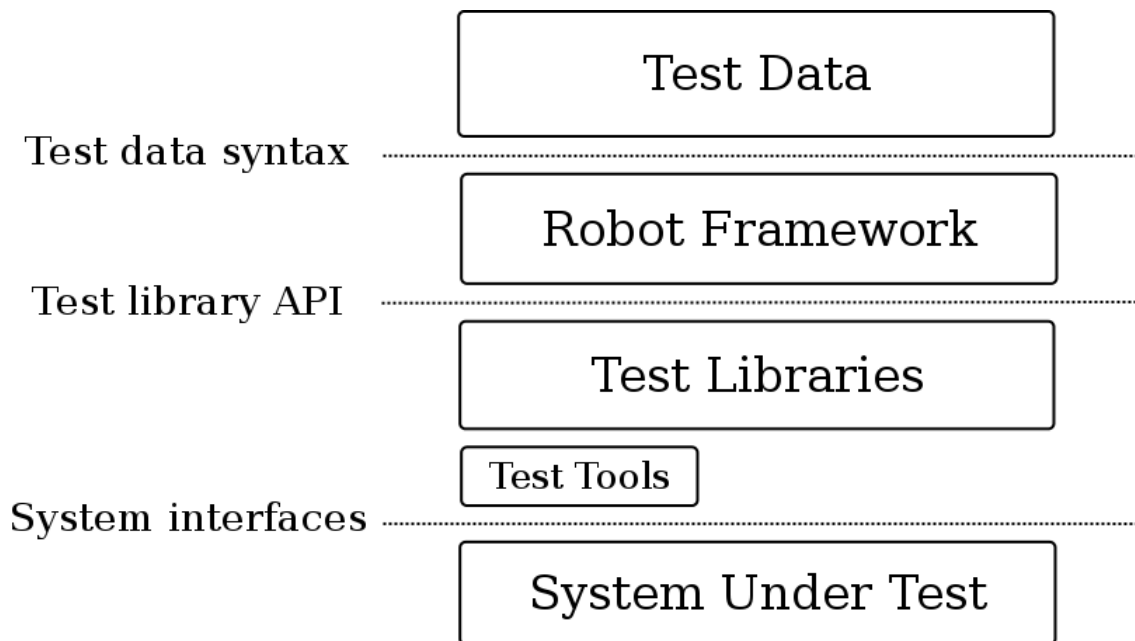 Test Data
Test data syntax
Robot Framework
Test library API
Test Libraries
Test Tools
System interfaces
System Under Test